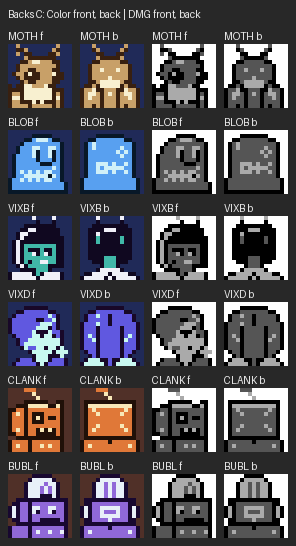 Backs C: Color front, back | DMG front, back
MOTH f MOTH b MOTH f MOTH b
BLOB f BLOB b BLOB f BLOB b
VIXB f VIXB b VIXB f VIXB b
VIXD f VIXD b VIXD f VIXD b
CLANK f CLANK b CLANK f CLANK b
BUBL f BUBL b BUBL f BUBL b